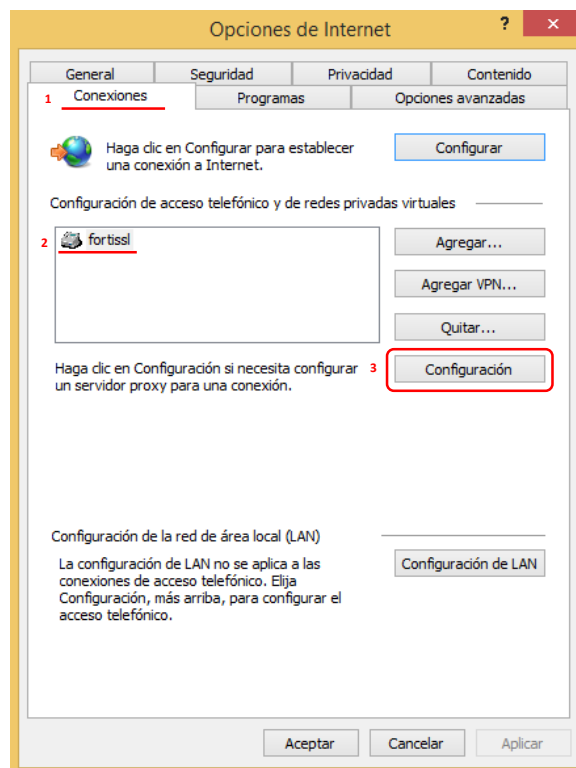 Opciones de Internet
?
×
General
Seguridad
Privacidad
Contenido
1
Conexiones
Programas
Opciones avanzadas
Haga clic en Configurar para establecer
una conexión a Internet.
Configurar
Configuración de acceso telefónico y de redes privadas virtuales
2
fortissl
Agregar...
Agregar VPN...
Quitar...
Haga clic en Configuración si necesita configurar
un servidor proxy para una conexión.
3
Configuración
Configuración de la red de área local (LAN)
La configuración de LAN no se aplica a las
conexiones de acceso telefónico. Elija
Configuración, más arriba, para configurar el
acceso telefónico.
Configuración de LAN
Aceptar
Cancelar
Aplicar